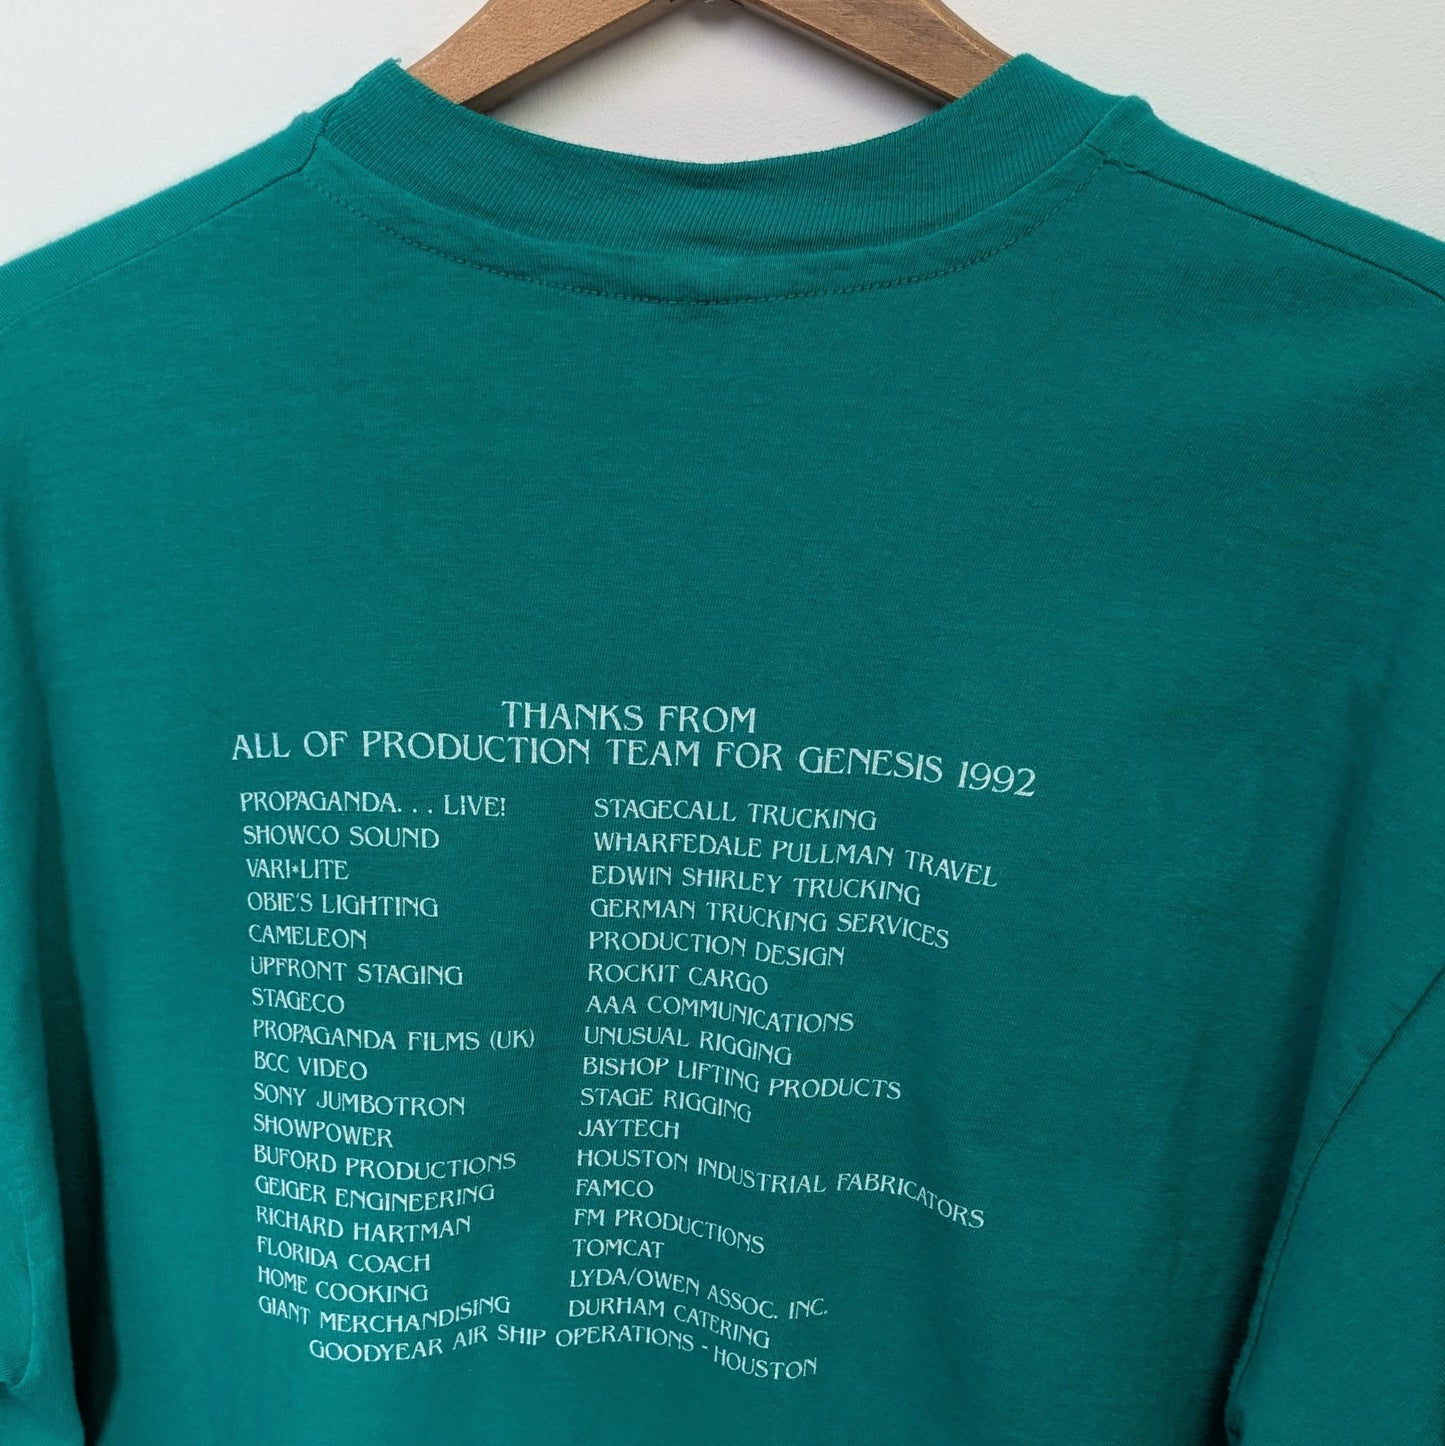 THANKS FROM
ALL OF PRODUCTION TEAM FOR GENESIS 1992
PROPAGANDA. . . LIVE!
SHOWCO SOUND
VARI*LITE
OBIE'S LIGHTING
CAMELEON
UPFRONT STAGING
STAGECO
PROPAGANDA FILMS (UK)
BCC VIDEO
SONY JUMBOTRON
SHOWPOWER
BUFORD PRODUCTIONS
GEIGER ENGINEERING
RICHARD HARTMAN
FLORIDA COACH
HOME COOKING
GIANT MERCHANDISING
STAGECALL TRUCKING
WHARFEDALE PULLMAN TRAVEL
EDWIN SHIRLEY TRUCKING
GERMAN TRUCKING SERVICES
PRODUCTION DESIGN
ROCKIT CARGO
AAA COMMUNICATIONS
UNUSUAL RIGGING
BISHOP LIFTING PRODUCTS
STAGE RIGGING
JAYTECH
HOUSTON INDUSTRIAL FABRICATORS
FAMCO
FM PRODUCTIONS
TOMCAT
LYDA/OWEN ASSOC. INC.
DURHAM CATERING
GOODYEAR AIR SHIP OPERATIONS - HOUSTON